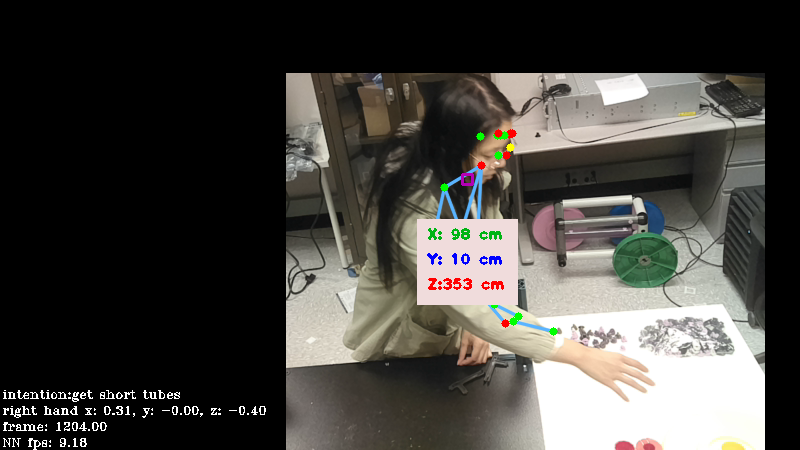 X: 98 cm
Y: 10 cm
Z:353 cm
intention:get short tubes
right hand x: 0.31, y: -0.00, z: -0.40
frame: 1204.00
NN fps: 9.18